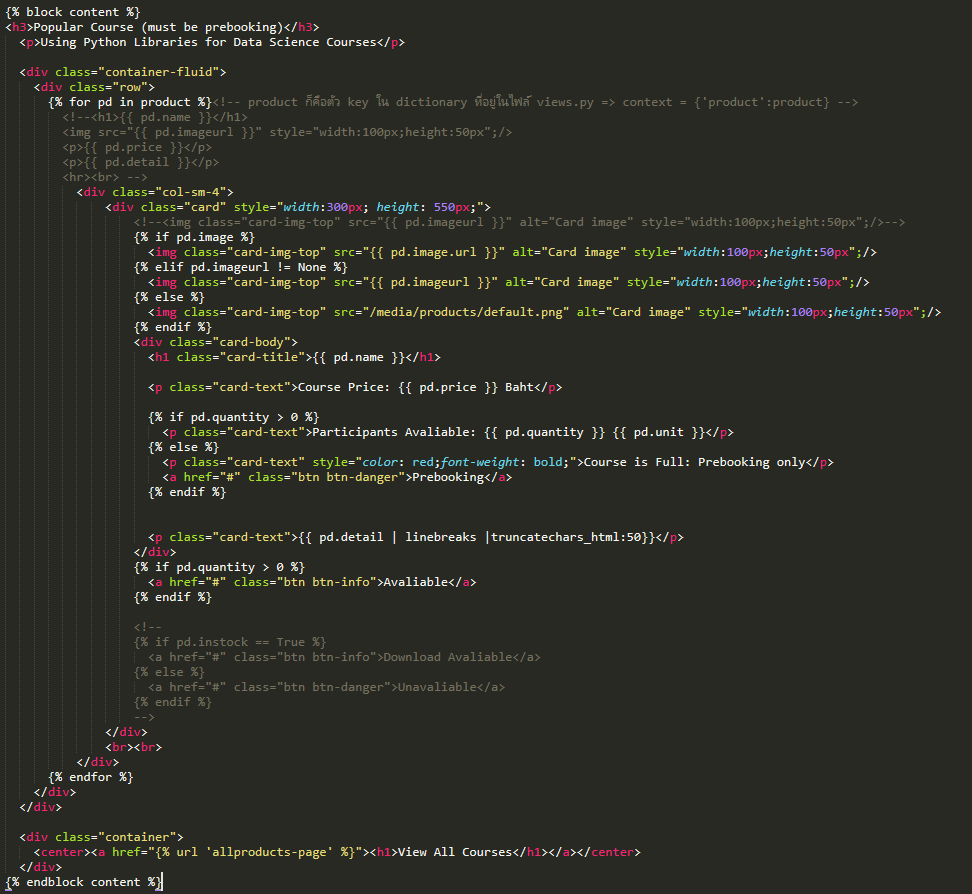 {% block content %}
<h3>Popular Course (must be prebooking)</h3>
<p>Using Python Libraries for Data Science Courses</p>
<div class="container-fluid">
<div class="row">
{% for pd in product %}<!-- product ก็คือตัว key ใน dictionary ที่อยู่ในไฟล์ views.py => context = {'product':product} -->
<!--<h1>{{ pd.name }}</h1>
<img src="{{ pd.imageurl }}" style="width:100px;height:50px";/>
<p>{{ pd.price }}</p>
<p>{{ pd.detail }}</p>
<hr><br> -->
<div class="col-sm-4">
<div class="card" style="width:300px; height: 550px;">
<!--<img class="card-img-top" src="{{ pd.imageurl }}" alt="Card image" style="width:100px;height:50px";/>-->
{% if pd.image %}
<img class="card-img-top" src="{{ pd.image.url }}" alt="Card image" style="width:100px;height:50px";/>
{% elif pd.imageurl != None %}
<img class="card-img-top" src="{{ pd.imageurl }}" alt="Card image" style="width:100px;height:50px";/>
{% else %}
<img class="card-img-top" src="/media/products/default.png" alt="Card image" style="width:100px;height:50px";/>
{% endif %}
<div class="card-body">
<h1 class="card-title">{{ pd.name }}</h1>
<p class="card-text">Course Price: {{ pd.price }} Baht</p>
{% if pd.quantity > 0 %}
<p class="card-text">Participants Avaliable: {{ pd.quantity }} {{ pd.unit }}</p>
{% else %}
<p class="card-text" style="color: red;font-weight: bold;">Course is Full: Prebooking only</p>
<a href="#" class="btn btn-danger">Prebooking</a>
{% endif %}
<p class="card-text">{{ pd.detail | linebreaks |truncatechars_html:50}}</p>
</div>
{% if pd.quantity > 0 %}
<a href="#" class="btn btn-info">Avaliable</a>
{% endif %}
<!--
{% if pd.instock == True %}
<a href="#" class="btn btn-info">Download Avaliable</a>
{% else %}
<a href="#" class="btn btn-danger">Unavaliable</a>
{% endif %}
-->
</div>
<br><br>
</div>
{% endfor %}
</div>
</div>
<div class="container">
<center><a href="{% url 'allproducts-page' %}"><h1>View All Courses</h1></a></center>
</div>
{% endblock content %}